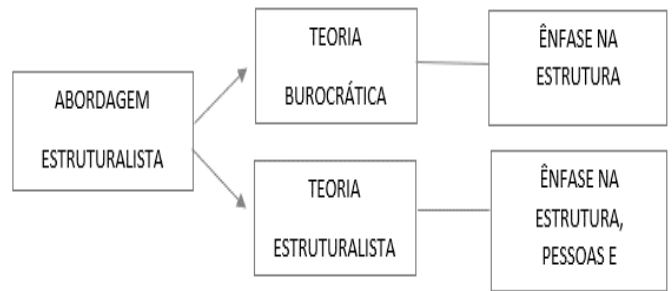 ABORDAGEM
ESTRUTURALISTA
TEORIA
BUROCRÁTICA
ÊNFASE NA
ESTRUTURA
TEORIA
ESTRUTURALISTA
ÊNFASE NA
ESTRUTURA,
PESSOAS E